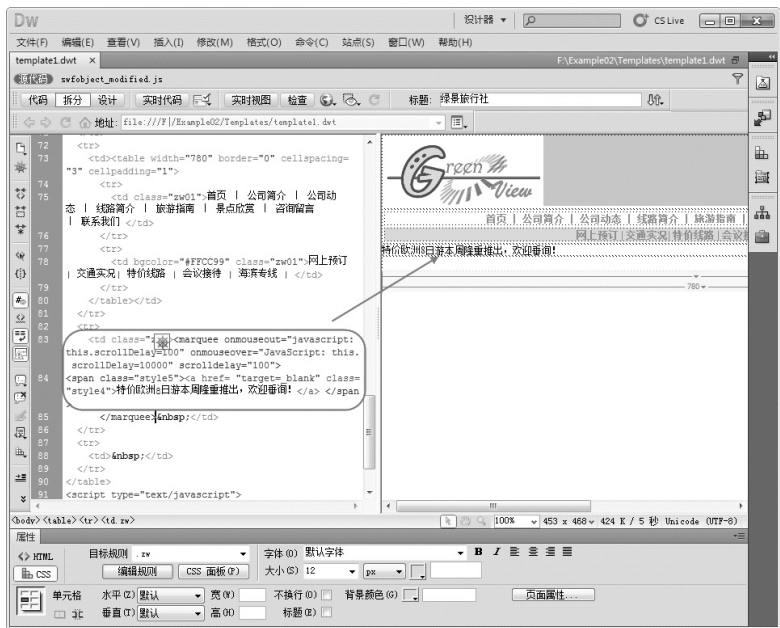 Dw
设计器
CS Live
文件(F) 编辑(E) 查看(V) 插入(I) 修改(M) 格式(O) 命令(C) 站点(S) 窗口(W) 帮助(H)
template1.dwt ×
F:\Example02\Templates\template1.dwt
源代码 swfobject_modified.js
代码 拆分 设计 实时代码 实时视图 检查 标题: 绿景旅行社
地址: file:///F|/Example02/Templates/template1.dwt
72 <tr>
73 <td><table width="780" border="0" cellspacing=
"3" cellpadding="1">
74 <tr>
75 <td class="zw01">首页 | 公司简介 | 公司动
态 | 线路简介 | 旅游指南 | 景点欣赏 | 咨询留言
| 联系我们 </td>
76 </tr>
77 <tr>
78 <td bgcolor="#FFCC99" class="zw01">网上预订
| 交通实况| 特价线路 | 会议接待 | 海滨专线 | </td>
79 </tr>
80 </table></td>
81 </tr>
82 <tr>
83 <td class="z <marquee onmouseout="javascript:
this.scrollDelay=100" onmouseover="JavaScript: this.
scrollDelay=10000" scrolldelay="100">
84 <span class="style5"><a href= "target=_blank" class=
"style4">特价欧洲8日游本周隆重推出，欢迎垂询! </a> </span
>
85 </marquee>&nbsp;</td>
86 </tr>
87 <tr>
88 <td>&nbsp;</td>
89 </tr>
90 </table>
91 <script type="text/javascript">
Green
View
首页 | 公司简介 | 公司动态 | 线路简介 | 旅游指南 |
网上预订|交通实况|特价线路|会议
特价欧洲8日游本周隆重推出，欢迎垂询!
780
<body> <table> <tr> <td.zw>
100% 453 x 468 424 K / 5 秒 Unicode (UTF-8)
属性
<> HTML 目标规则 .zw 字体(O) 默认字体 B I
CSS 编辑规则 CSS 面板(P) 大小(S) 12 px
单元格 水平(Z) 默认 宽(W) 不换行(O) 背景颜色(G) 页面属性...
垂直(T) 默认 高(H) 标题(E)